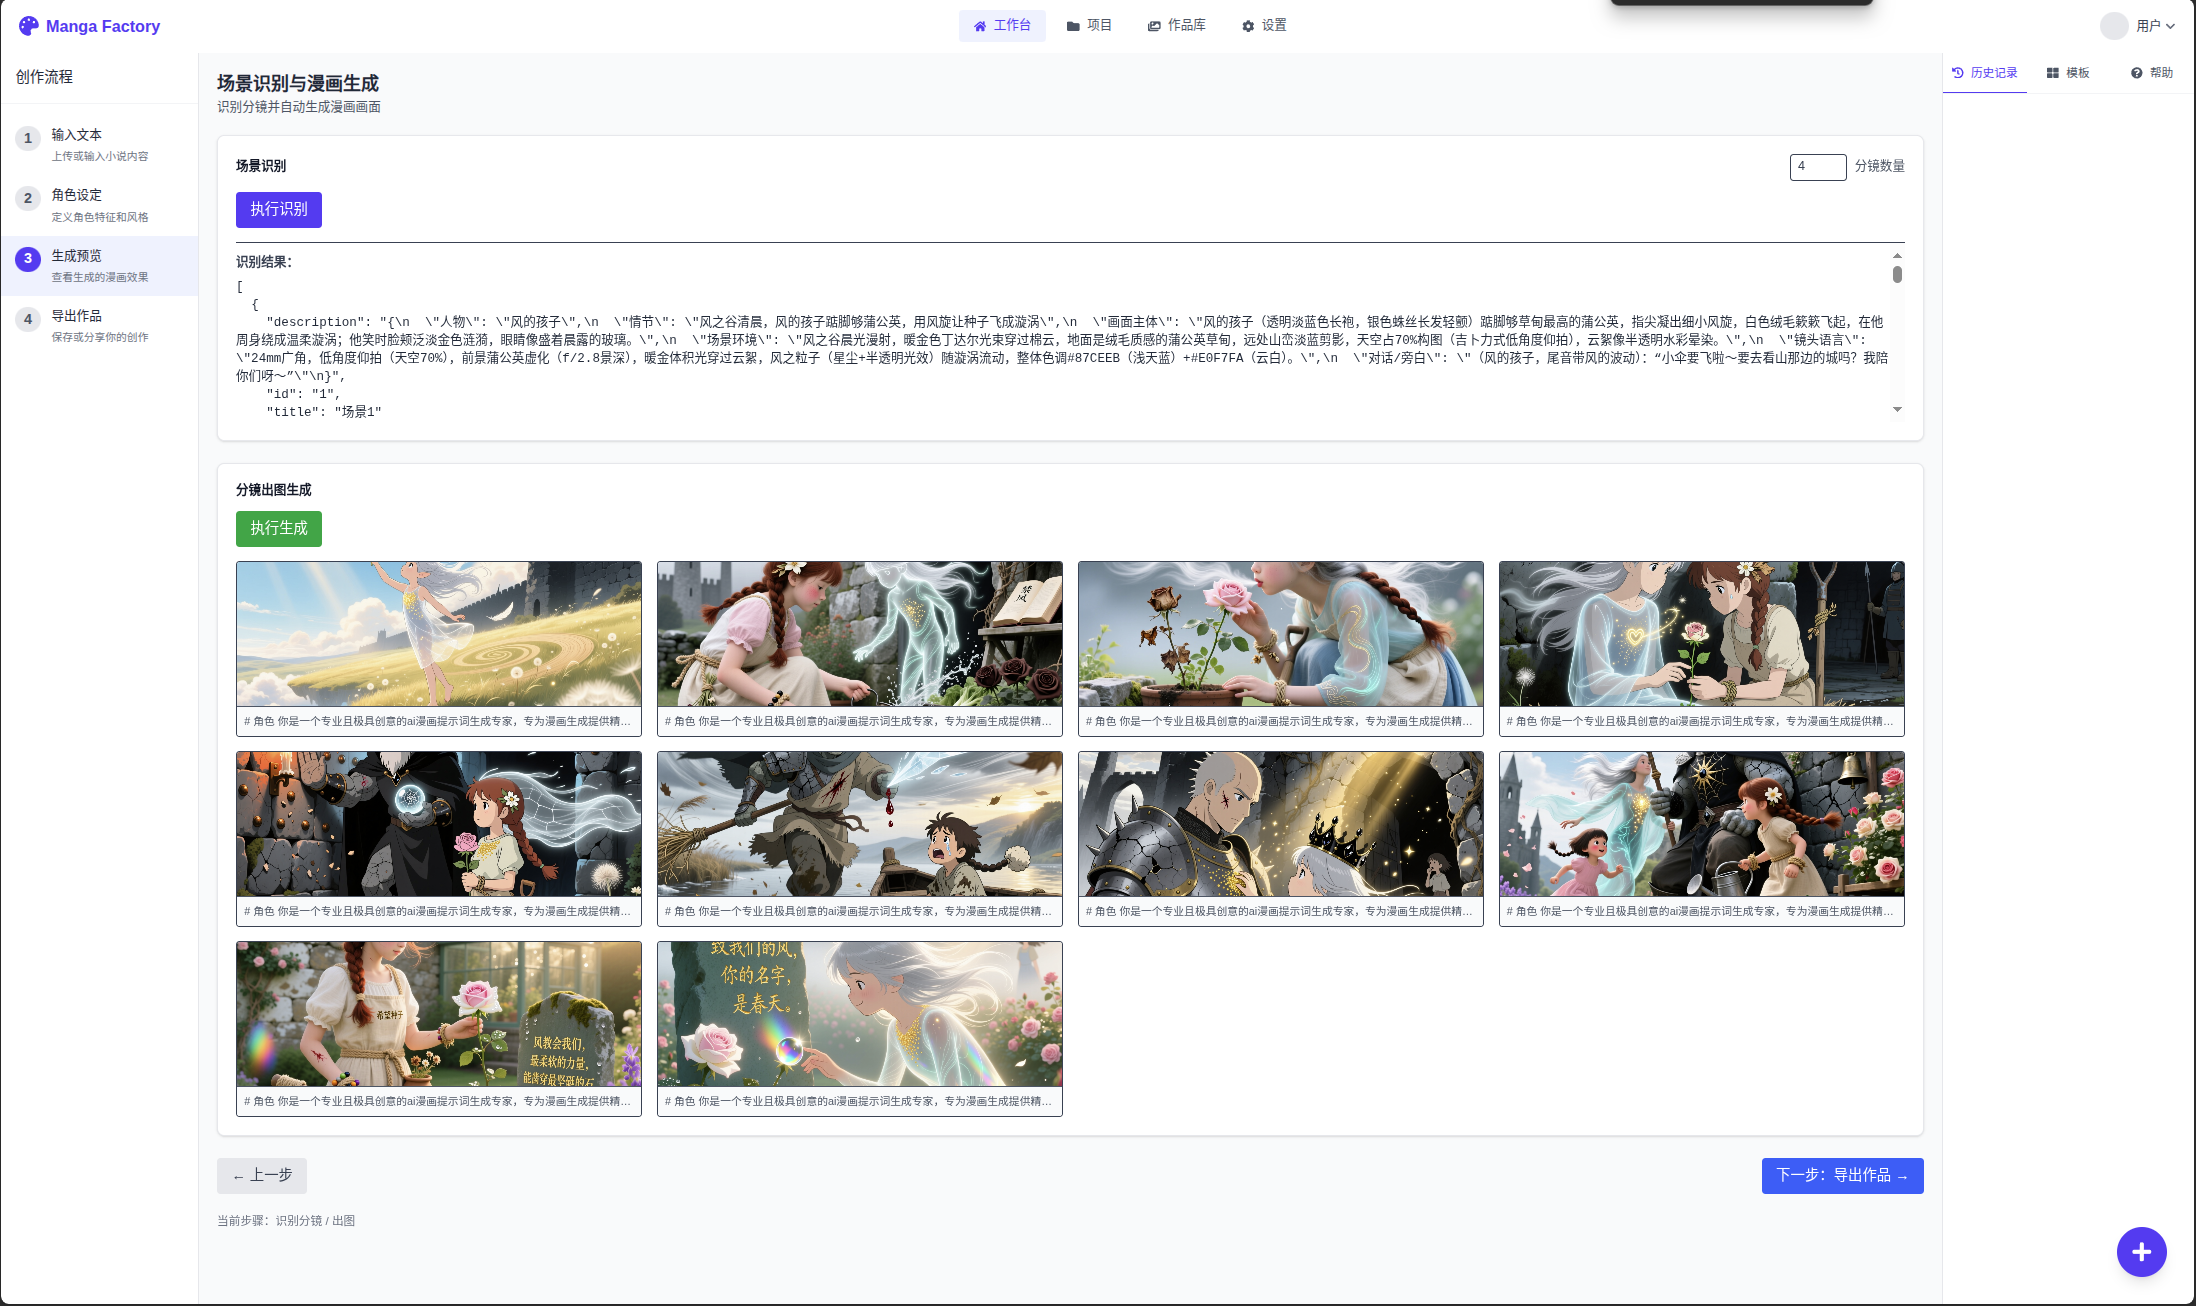 Manga Factory
工作台
项目
作品库
设置
用户
创作流程
1
输入文本
上传或输入小说内容
2
角色设定
定义角色特征和风格
3
生成预览
查看生成的漫画效果
4
导出作品
保存或分享你的创作
场景识别与漫画生成
识别分镜并自动生成漫画画面
历史记录
模板
帮助
场景识别
4
分镜数量
执行识别
识别结果:
[
{
"description": "{\n  \"人物\": \"风的孩子\",\n  \"情节\": \"风之谷清晨，风的孩子踮脚够蒲公英，用风旋让种子飞成漩涡\",\n  \"画面主体\": \"风的孩子（透明淡蓝色长袍，银色蛛丝长发轻颤）踮脚够草甸最高的蒲公英，指尖凝出细小风旋，白色绒毛簌簌飞起，在他
周身绕成温柔漩涡；他笑时脸颊泛淡金色涟漪，眼睛像盛着晨露的玻璃。\",\n  \"场景环境\": \"风之谷晨光漫射，暖金色丁达尔光束穿过棉云，地面是绒毛质感的蒲公英草甸，远处山峦淡蓝剪影，天空占70%构图（吉卜力式低角度仰拍），云絮像半透明水彩晕染。\",\n  \"镜头语言\":
\"24mm广角，低角度仰拍（天空70%），前景蒲公英虚化（f/2.8景深），暖金体积光穿过云絮，风之粒子（星尘+半透明光效）随漩涡流动，整体色调#87CEEB（浅天蓝）+#E0F7FA（云白）。\",\n  \"对话/旁白\": \"（风的孩子，尾音带风的波动）：“小伞要飞啦～要去看山那边的城吗？我陪
你们呀～”\"\n}",
"id": "1",
"title": "场景1"
分镜出图生成
执行生成
# 角色 你是一个专业且极具创意的ai漫画提示词生成专家，专为漫画生成提供精…
# 角色 你是一个专业且极具创意的ai漫画提示词生成专家，专为漫画生成提供精…
# 角色 你是一个专业且极具创意的ai漫画提示词生成专家，专为漫画生成提供精…
# 角色 你是一个专业且极具创意的ai漫画提示词生成专家，专为漫画生成提供精…
# 角色 你是一个专业且极具创意的ai漫画提示词生成专家，专为漫画生成提供精…
# 角色 你是一个专业且极具创意的ai漫画提示词生成专家，专为漫画生成提供精…
# 角色 你是一个专业且极具创意的ai漫画提示词生成专家，专为漫画生成提供精…
# 角色 你是一个专业且极具创意的ai漫画提示词生成专家，专为漫画生成提供精…
希望种子
风教会我们，
最柔软的力量，
能凿穿最坚硬的石
致我们的风，
你的名字，
是春天。
# 角色 你是一个专业且极具创意的ai漫画提示词生成专家，专为漫画生成提供精…
# 角色 你是一个专业且极具创意的ai漫画提示词生成专家，专为漫画生成提供精…
← 上一步
下一步：导出作品 →
当前步骤：识别分镜 / 出图